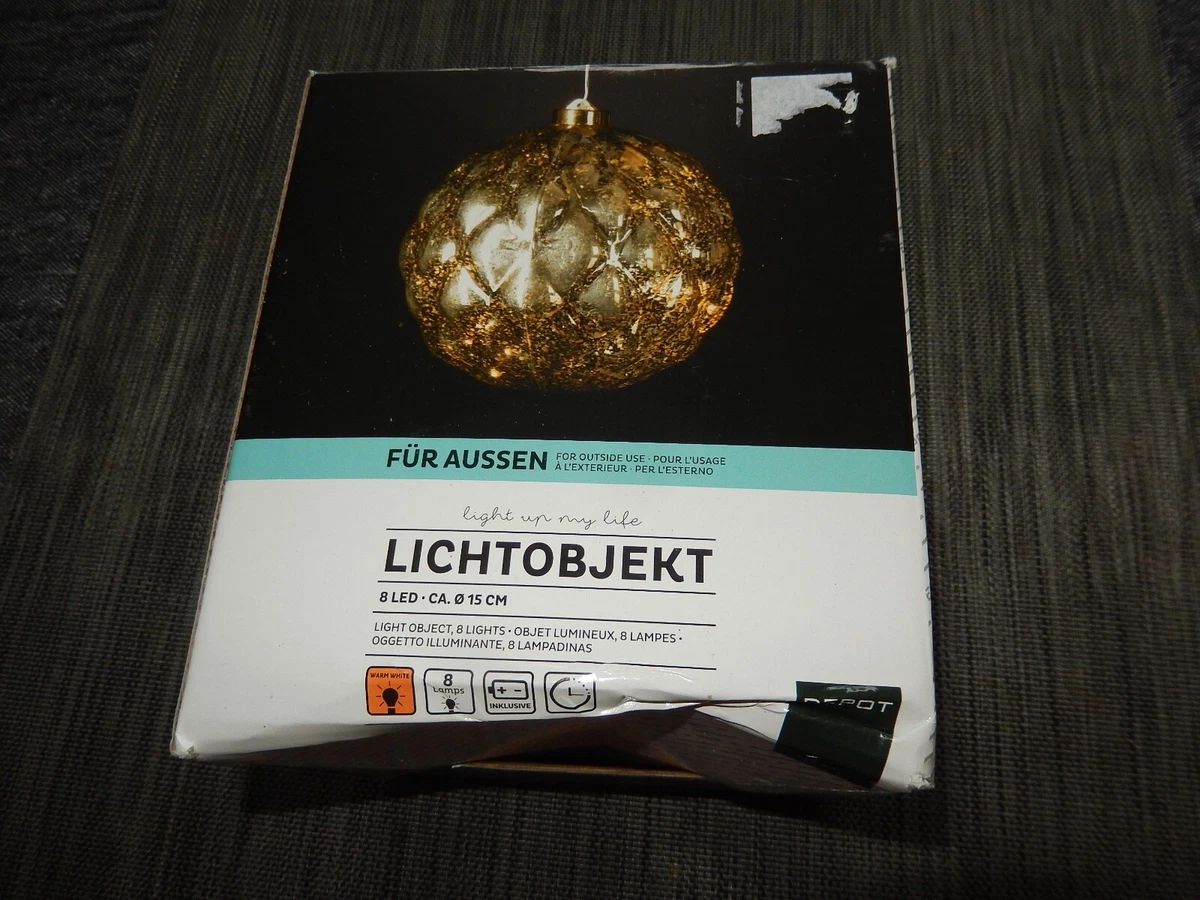 FÜR AUSSEN
FOR OUTSIDE USE · POUR L'USAGE
À L'EXTERIEUR · PER L'ESTERNO
light up my life
LICHTOBJEKT
8 LED · CA. Ø 15 CM
LIGHT OBJECT, 8 LIGHTS · OBJET LUMINEUX, 8 LAMPES ·
OGGETTO ILLUMINANTE, 8 LAMPADINAS
WARM WHITE
8
Lamps
+ -
INKLUSIVE
DEPOT